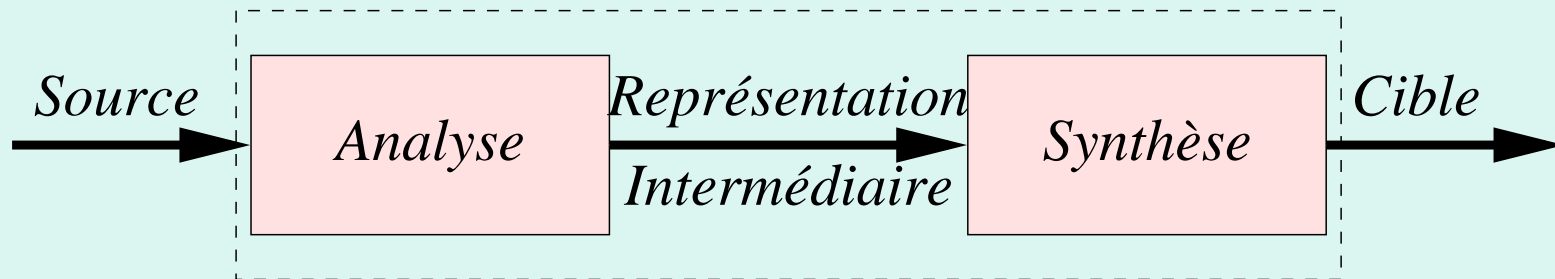 Source
Analyse
Représentation
Intermédiaire
Synthèse
Cible